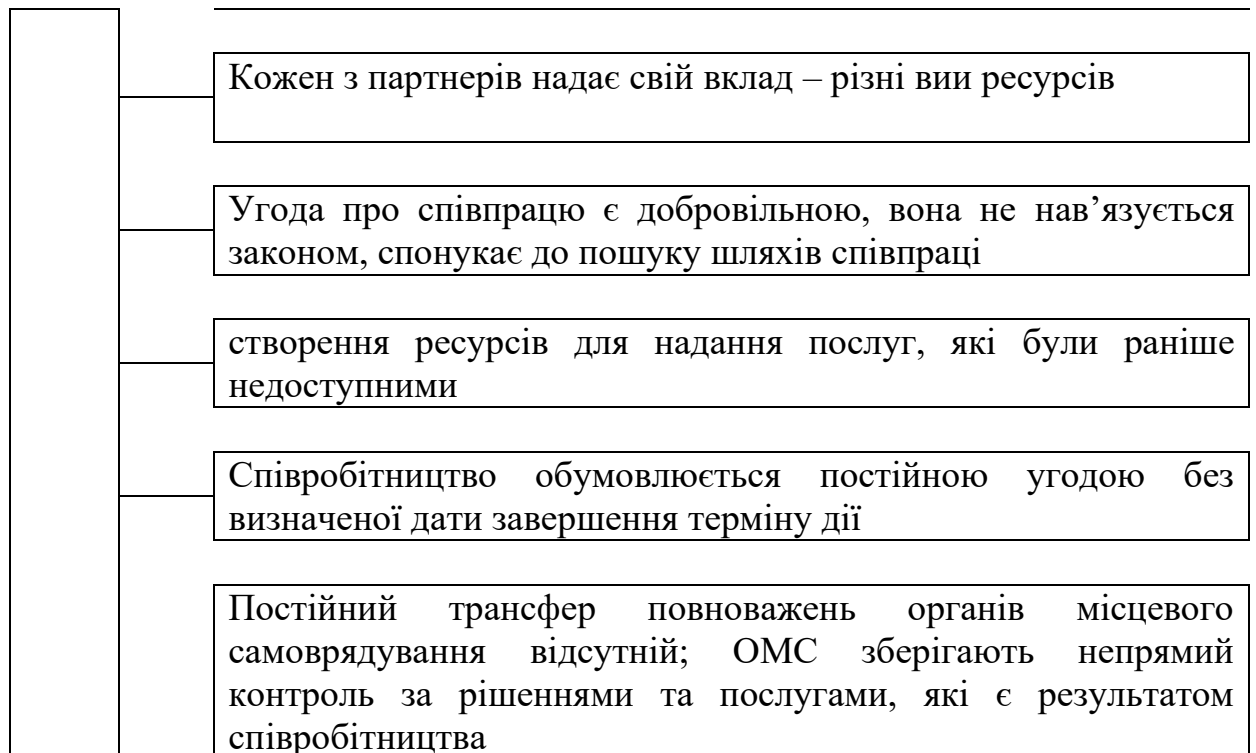 Кожен з партнерів надає свій вклад – різні вии ресурсів
Угода про співпрацю є добровільною, вона не нав’язується
законом, спонукає до пошуку шляхів співпраці
створення ресурсів для надання послуг, які були раніше
недоступними
Співробітництво обумовлюється постійною угодою без
визначеної дати завершення терміну дії
Постійний трансфер повноважень органів місцевого
самоврядування відсутній; ОМС зберігають непрямий
контроль за рішеннями та послугами, які є результатом
співробітництва